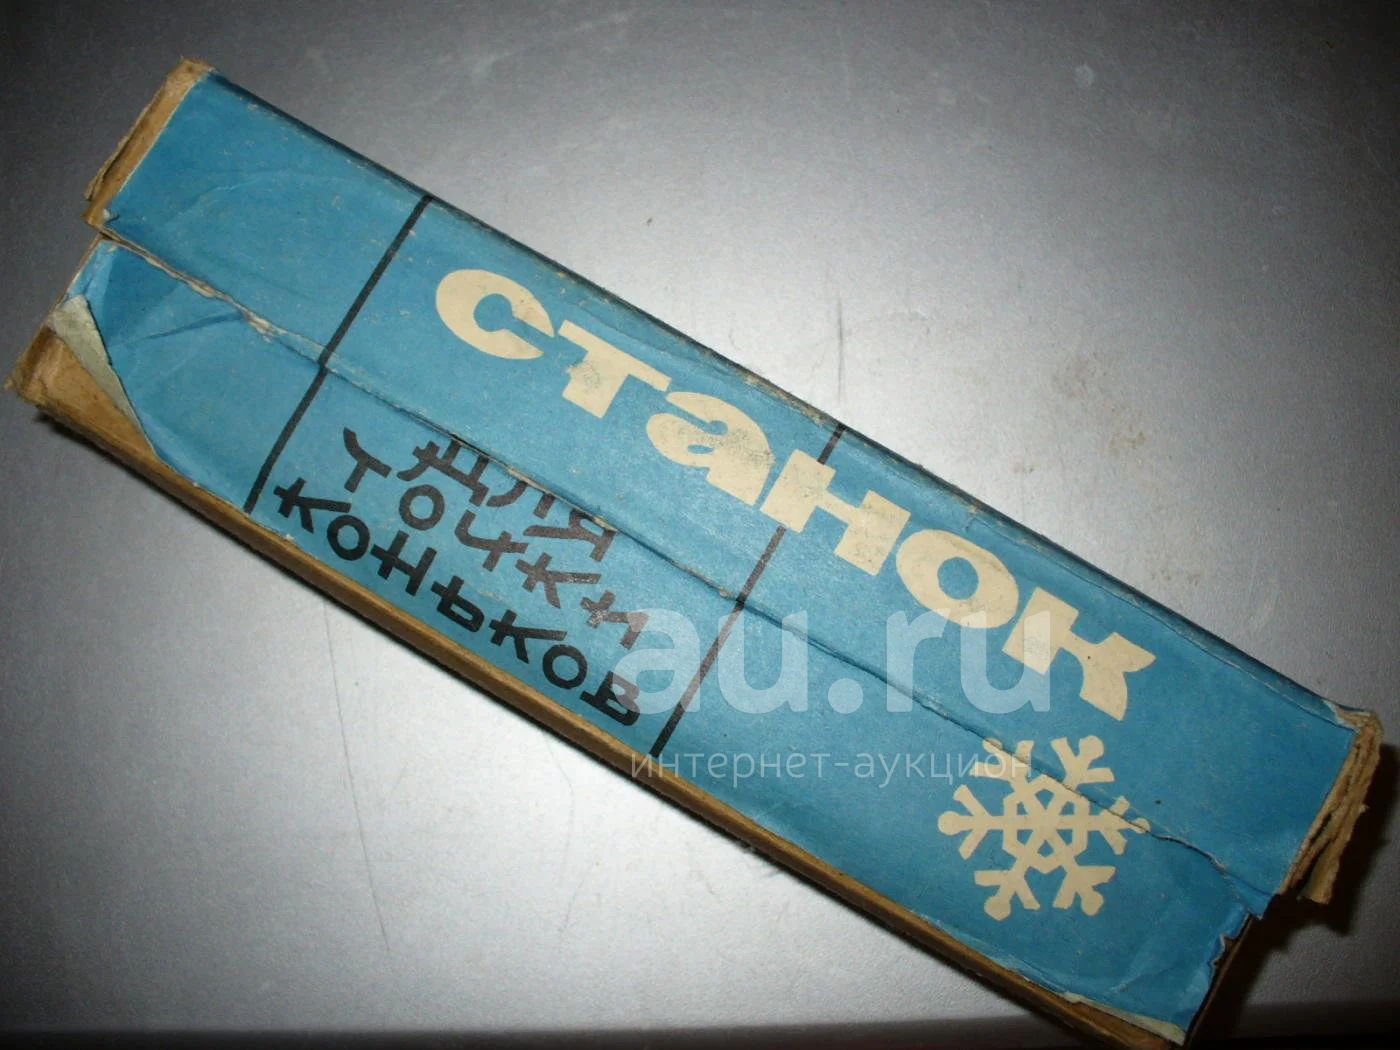 станок
для
точки
коньков
au.ru
интернет-аукцион